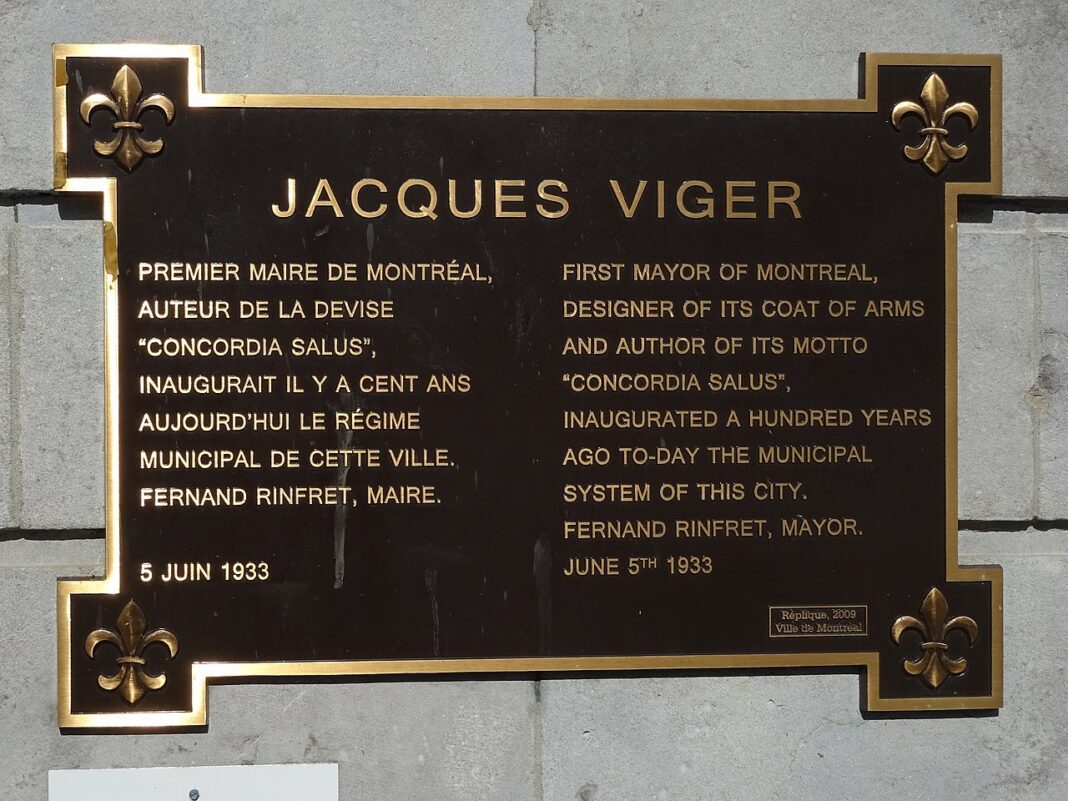 JACQUES VIGER
PREMIER MAIRE DE MONTRÉAL,
AUTEUR DE LA DEVISE
“CONCORDIA SALUS”,
INAUGURAIT IL Y A CENT ANS
AUJOURD’HUI LE RÉGIME
MUNICIPAL DE CETTE VILLE.
FERNAND RINFRET, MAIRE.
5 JUIN 1933
FIRST MAYOR OF MONTREAL,
DESIGNER OF ITS COAT OF ARMS
AND AUTHOR OF ITS MOTTO
“CONCORDIA SALUS”,
INAUGURATED A HUNDRED YEARS
AGO TO-DAY THE MUNICIPAL
SYSTEM OF THIS CITY.
FERNAND RINFRET, MAYOR.
JUNE 5TH 1933
Réplique, 2009
Ville de Montréal